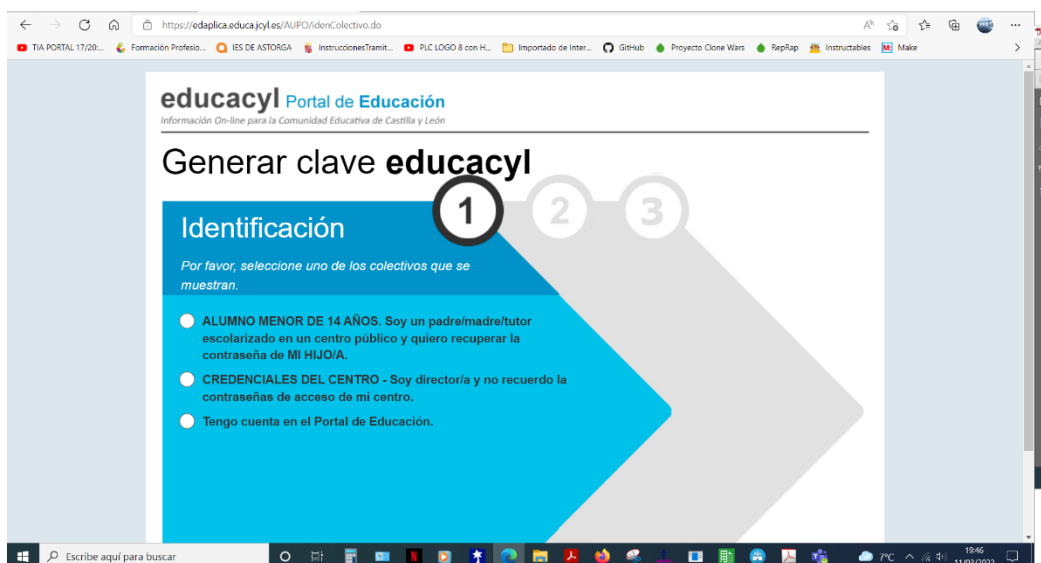 https://edaplica.educa.jcyl.es/AUPO/idenColectivo.do
TIA PORTAL 17/20:... Formación Profesio... IES DE ASTORGA InstruccionesTramit... PLC LOGO 8 con H... Importado de Inter... GitHub Proyecto Clone Wars RepRap Instructables Make
educacyl Portal de Educación
Información On-line para la Comunidad Educativa de Castilla y León
Generar clave educacyl
1 2 3
Identificación
Por favor, seleccione uno de los colectivos que se
muestran.
ALUMNO MENOR DE 14 AÑOS. Soy un padre/madre/tutor
escolarizado en un centro público y quiero recuperar la
contraseña de MI HIJO/A.
CREDENCIALES DEL CENTRO - Soy director/a y no recuerdo la
contraseñas de acceso de mi centro.
Tengo cuenta en el Portal de Educación.
Escribe aquí para buscar
7°C
19:46